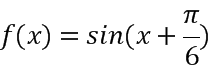 f(x) = sin(x + π/6)